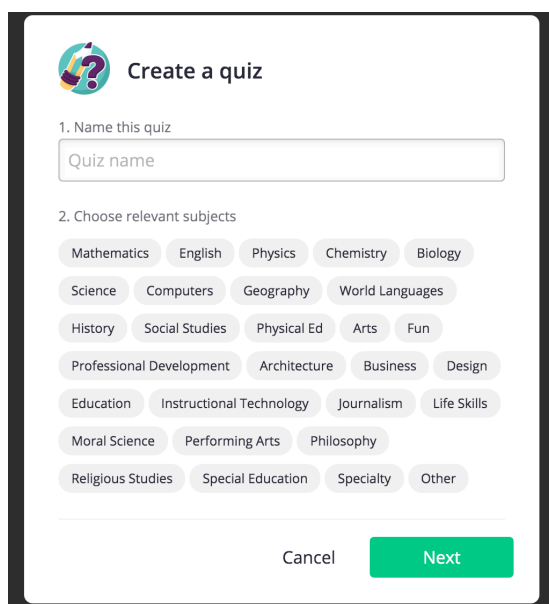 Create a quiz
1. Name this quiz
Quiz name
2. Choose relevant subjects
Mathematics English Physics Chemistry Biology
Science Computers Geography World Languages
History Social Studies Physical Ed Arts Fun
Professional Development Architecture Business Design
Education Instructional Technology Journalism Life Skills
Moral Science Performing Arts Philosophy
Religious Studies Special Education Specialty Other
Cancel Next